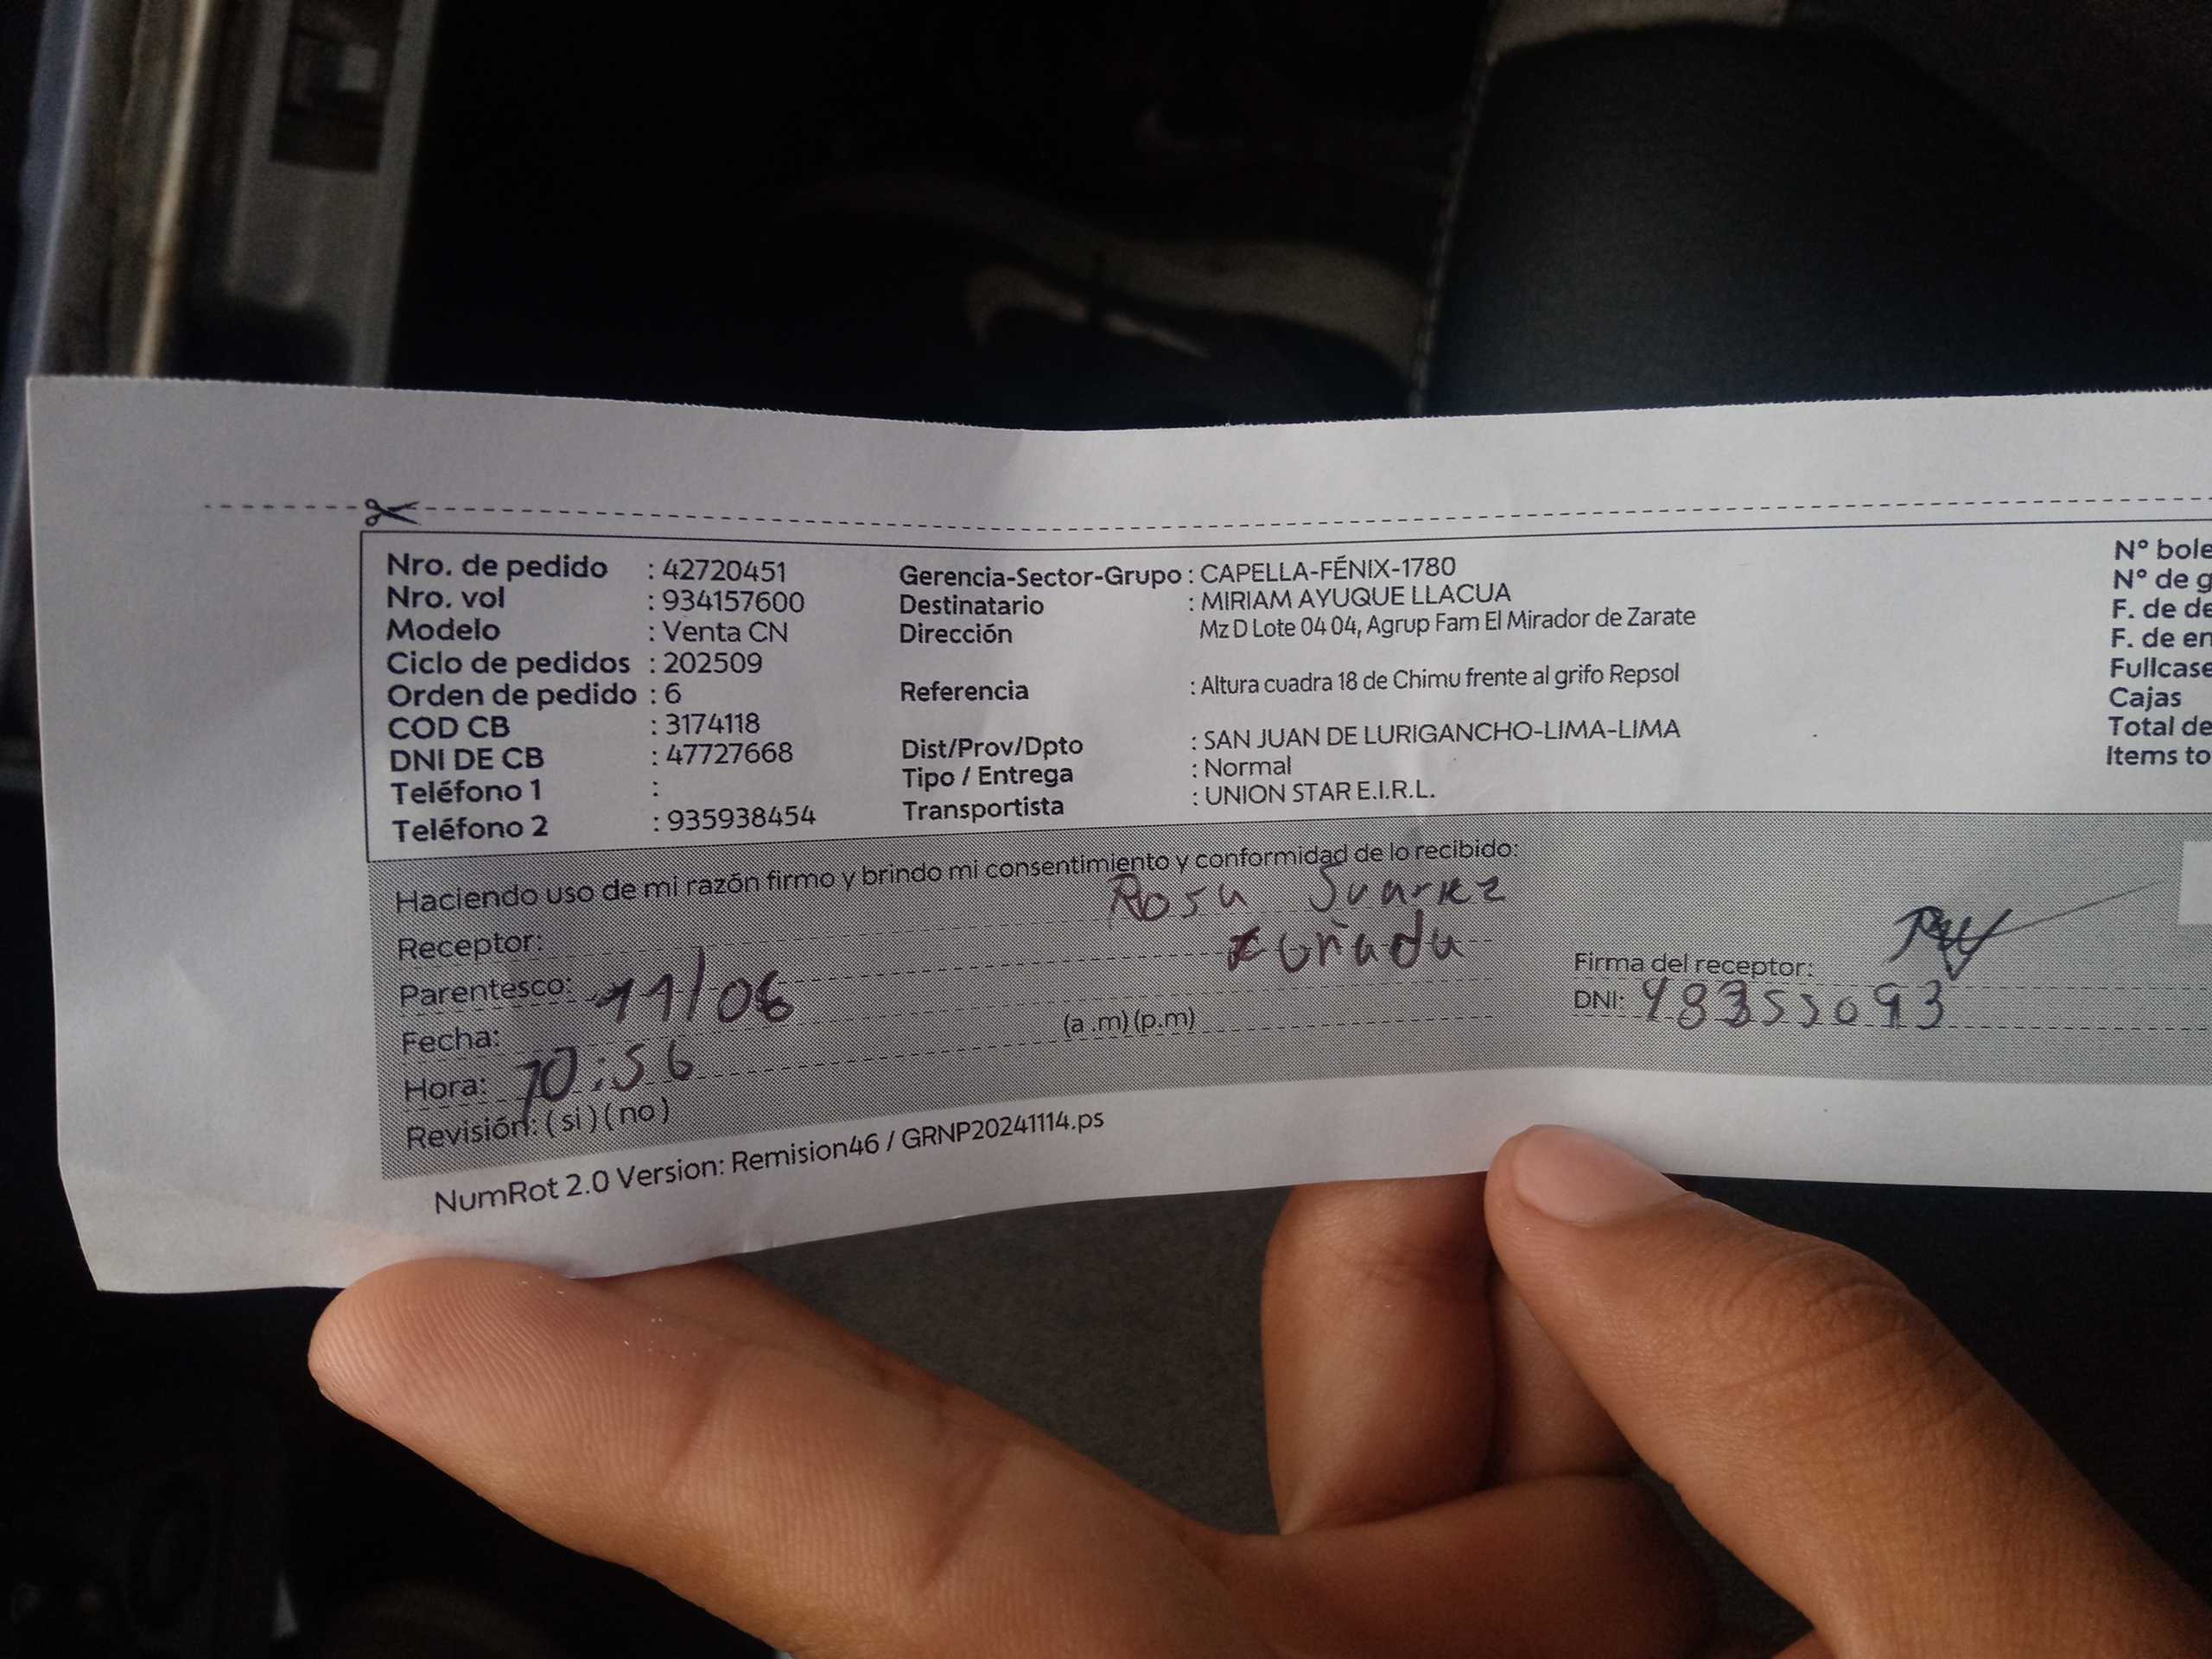 Nro. de pedido : 42720451
Nro. vol : 934157600
Modelo : Venta CN
Ciclo de pedidos : 202509
Orden de pedido : 6
COD CB : 3174118
DNI DE CB : 47727668
Teléfono 1 :
Teléfono 2 : 935938454
Gerencia-Sector-Grupo : CAPELLA-FÉNIX-1780
Destinatario : MIRIAM AYUQUE LLACUA
Dirección Mz D Lote 04 04, Agrup Fam El Mirador de Zarate
Referencia : Altura cuadra 18 de Chimu frente al grifo Repsol
Dist/Prov/Dpto : SAN JUAN DE LURIGANCHO-LIMA-LIMA
Tipo / Entrega : Normal
Transportista : UNION STAR E.I.R.L.
N° bole
N° de g
F. de de
F. de en
Fullcase
Cajas
Total de
Items to
Haciendo uso de mi razón firmo y brindo mi consentimiento y conformidad de lo recibido:
Receptor: Rosa Suarez
Parentesco: Cuñada
Fecha: 11/06
Hora: 10:56 (a .m) (p.m)
Revisión: ( si ) ( no )
Firma del receptor:
DNI: 48355093
NumRot 2.0 Version: Remision46 / GRNP20241114.ps